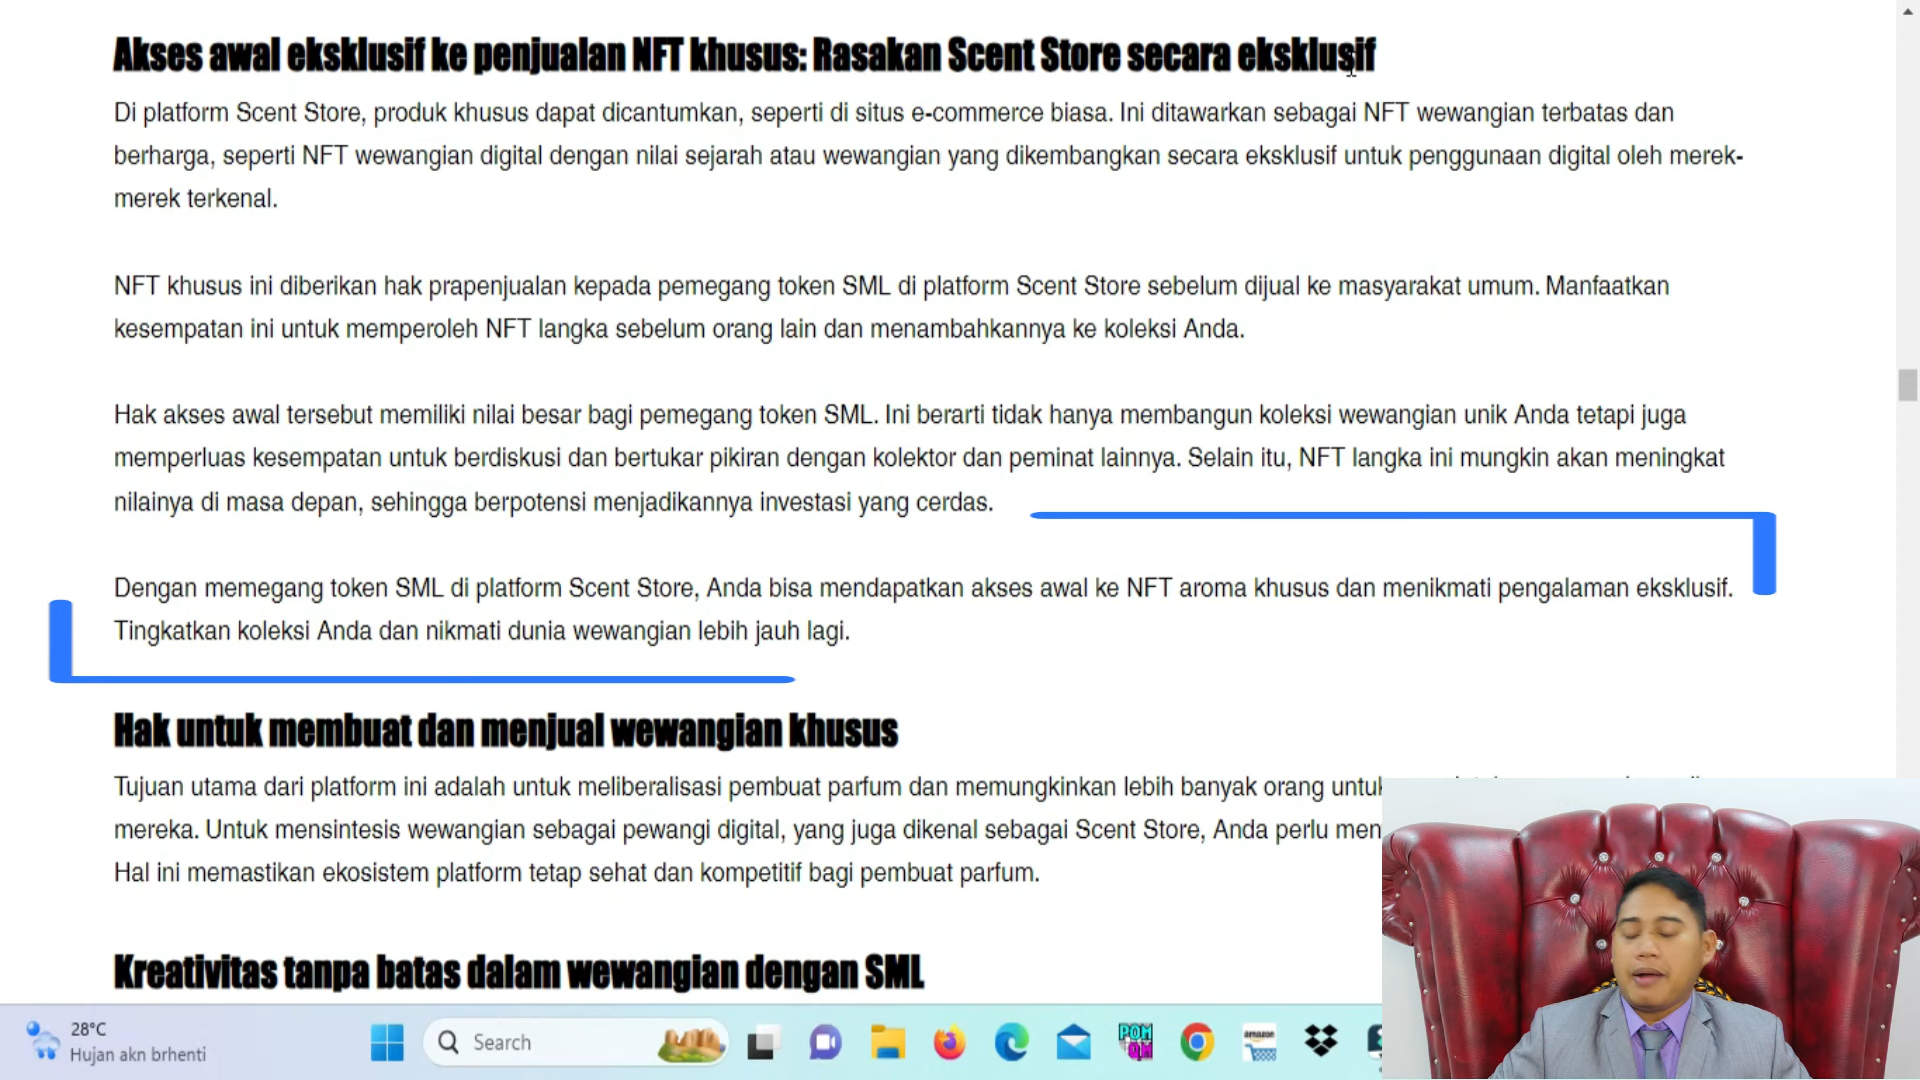 Akses awal eksklusif ke penjualan NFT khusus: Rasakan Scent Store secara eksklusif
Di platform Scent Store, produk khusus dapat dicantumkan, seperti di situs e-commerce biasa. Ini ditawarkan sebagai NFT wewangian terbatas dan
berharga, seperti NFT wewangian digital dengan nilai sejarah atau wewangian yang dikembangkan secara eksklusif untuk penggunaan digital oleh merek-
merek terkenal.
NFT khusus ini diberikan hak prapenjualan kepada pemegang token SML di platform Scent Store sebelum dijual ke masyarakat umum. Manfaatkan
kesempatan ini untuk memperoleh NFT langka sebelum orang lain dan menambahkannya ke koleksi Anda.
Hak akses awal tersebut memiliki nilai besar bagi pemegang token SML. Ini berarti tidak hanya membangun koleksi wewangian unik Anda tetapi juga
memperluas kesempatan untuk berdiskusi dan bertukar pikiran dengan kolektor dan peminat lainnya. Selain itu, NFT langka ini mungkin akan meningkat
nilainya di masa depan, sehingga berpotensi menjadikannya investasi yang cerdas.
Dengan memegang token SML di platform Scent Store, Anda bisa mendapatkan akses awal ke NFT aroma khusus dan menikmati pengalaman eksklusif.
Tingkatkan koleksi Anda dan nikmati dunia wewangian lebih jauh lagi.
Hak untuk membuat dan menjual wewangian khusus
Tujuan utama dari platform ini adalah untuk meliberalisasi pembuat parfum dan memungkinkan lebih banyak orang
mereka. Untuk mensintesis wewangian sebagai pewangi digital, yang juga dikenal sebagai Scent Store, Anda perlu
Hal ini memastikan ekosistem platform tetap sehat dan kompetitif bagi pembuat parfum.
Kreativitas tanpa batas dalam wewangian dengan SML
28°C
Hujan akn brhenti
Search
POM
QM
amazon